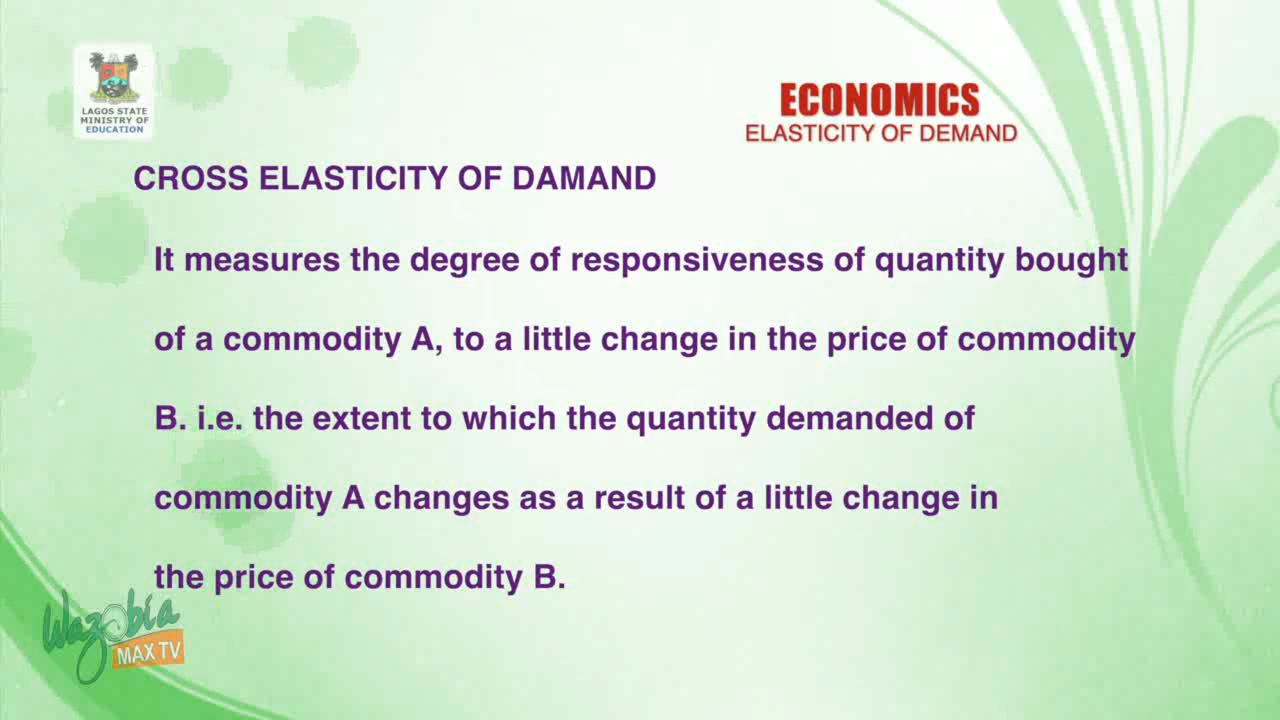 LAGOS STATE
MINISTRY OF
EDUCATION
ECONOMICS
ELASTICITY OF DEMAND
CROSS ELASTICITY OF DAMAND
It measures the degree of responsiveness of quantity bought
of a commodity A, to a little change in the price of commodity
B. i.e. the extent to which the quantity demanded of
commodity A changes as a result of a little change in
the price of commodity B.
Wazobia
MAX TV